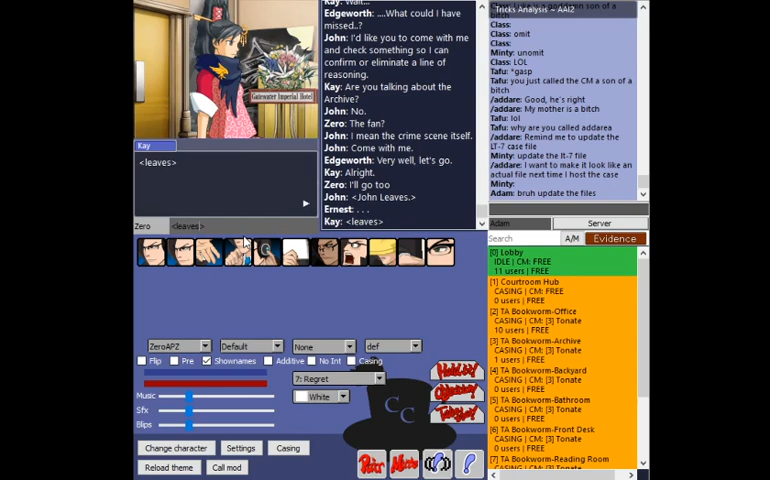 Gatewater Imperial Hotel
Kay
<leaves>
Zero
<leaves>
Edgeworth: ....What could I have
missed..?
John: I'd like you to come with me
and check something so I can
confirm or eliminate a line of
reasoning.
Kay: Are you talking about the
Archive?
John: No.
Zero: The fan?
John: I mean the crime scene itself.
John: Come with me.
Edgeworth: Very well, let's go.
Kay: Alright.
Zero: I'll go too
John: <John Leaves.>
Ernest: . . .
Kay: <leaves>
Tricks Analysis ~ AAI2
bitch
Class:
Class: omit
Class:
Minty: unomit
Class: LOL
Tafu: *gasp
Tafu: you just called the CM a son of a
bitch
/addare: Good, he's right
/addare: My mother is a bitch
Tafu: lol
Tafu: why are you called addarea
/addare: Remind me to update the
LT-7 case file
Minty: update the lt-7 file
/addare: I want to make it look like an
actual file next time I host the case
Minty:
Adam: bruh update the files
Adam
Server
Search
A/M
Evidence
[0] Lobby
IDLE | CM: FREE
11 users | FREE
[1] Courtroom Hub
CASING | CM: FREE
0 users | FREE
[2] TA Bookworm-Office
CASING | CM: [3] Tonate
10 users | FREE
[3] TA Bookworm-Archive
CASING | CM: [3] Tonate
1 users | FREE
[4] TA Bookworm-Backyard
CASING | CM: [3] Tonate
0 users | FREE
[5] TA Bookworm-Bathroom
CASING | CM: [3] Tonate
0 users | FREE
[6] TA Bookworm-Front Desk
CASING | CM: [3] Tonate
0 users | FREE
[7] TA Bookworm-Reading Room
CASING | CM: [3] Tonate
ZeroAPZ
Default
None
def
Flip
Pre
Shownames
Additive
No Int
Casing
7: Regret
White
Music
Sfx
Blips
Hold it!
Objection!
Take that!
C C
Change character
Settings
Casing
Reload theme
Call mod
Pair
Mute